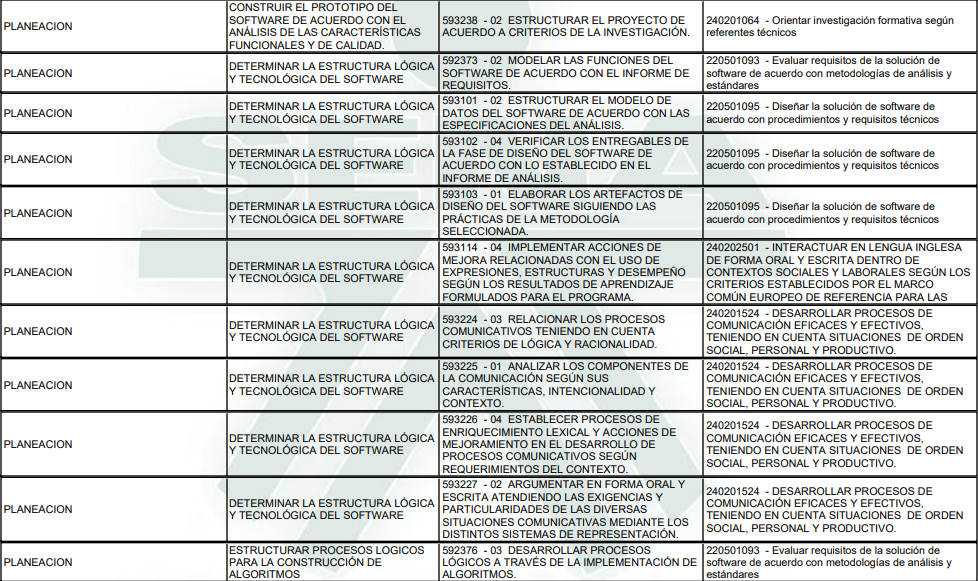 PLANEACION
CONSTRUIR EL PROTOTIPO DEL
SOFTWARE DE ACUERDO CON EL
ANÁLISIS DE LAS CARACTERÍSTICAS
FUNCIONALES Y DE CALIDAD.
593238 - 02 ESTRUCTURAR EL PROYECTO DE
ACUERDO A CRITERIOS DE LA INVESTIGACIÓN.
240201064 - Orientar investigación formativa según
referentes técnicos
PLANEACION
DETERMINAR LA ESTRUCTURA LÓGICA
Y TECNOLÓGICA DEL SOFTWARE
592373 - 02 MODELAR LAS FUNCIONES DEL
SOFTWARE DE ACUERDO CON EL INFORME DE
REQUISITOS.
220501093 - Evaluar requisitos de la solución de
software de acuerdo con metodologías de análisis y
estándares
PLANEACION
DETERMINAR LA ESTRUCTURA LÓGICA
Y TECNOLÓGICA DEL SOFTWARE
593101 - 02 ESTRUCTURAR EL MODELO DE
DATOS DEL SOFTWARE DE ACUERDO CON LAS
ESPECIFICACIONES DEL ANÁLISIS.
220501095 - Diseñar la solución de software de
acuerdo con procedimientos y requisitos técnicos
PLANEACION
DETERMINAR LA ESTRUCTURA LÓGICA
Y TECNOLÓGICA DEL SOFTWARE
593102 - 04 VERIFICAR LOS ENTREGABLES DE
LA FASE DE DISEÑO DEL SOFTWARE DE
ACUERDO CON LO ESTABLECIDO EN EL
INFORME DE ANÁLISIS.
220501095 - Diseñar la solución de software de
acuerdo con procedimientos y requisitos técnicos
PLANEACION
DETERMINAR LA ESTRUCTURA LÓGICA
Y TECNOLÓGICA DEL SOFTWARE
593103 - 01 ELABORAR LOS ARTEFACTOS DE
DISEÑO DEL SOFTWARE SIGUIENDO LAS
PRÁCTICAS DE LA METODOLOGÍA
SELECCIONADA.
220501095 - Diseñar la solución de software de
acuerdo con procedimientos y requisitos técnicos
PLANEACION
DETERMINAR LA ESTRUCTURA LÓGICA
Y TECNOLÓGICA DEL SOFTWARE
593114 - 04 IMPLEMENTAR ACCIONES DE
MEJORA RELACIONADAS CON EL USO DE
EXPRESIONES, ESTRUCTURAS Y DESEMPEÑO
SEGÚN LOS RESULTADOS DE APRENDIZAJE
FORMULADOS PARA EL PROGRAMA.
240202501 - INTERACTUAR EN LENGUA INGLESA
DE FORMA ORAL Y ESCRITA DENTRO DE
CONTEXTOS SOCIALES Y LABORALES SEGÚN LOS
CRITERIOS ESTABLECIDOS POR EL MARCO
COMÚN EUROPEO DE REFERENCIA PARA LAS
PLANEACION
DETERMINAR LA ESTRUCTURA LÓGICA
Y TECNOLÓGICA DEL SOFTWARE
593224 - 03 RELACIONAR LOS PROCESOS
COMUNICATIVOS TENIENDO EN CUENTA
CRITERIOS DE LÓGICA Y RACIONALIDAD.
240201524 - DESARROLLAR PROCESOS DE
COMUNICACIÓN EFICACES Y EFECTIVOS,
TENIENDO EN CUENTA SITUACIONES DE ORDEN
SOCIAL, PERSONAL Y PRODUCTIVO.
PLANEACION
DETERMINAR LA ESTRUCTURA LÓGICA
Y TECNOLÓGICA DEL SOFTWARE
593225 - 01 ANALIZAR LOS COMPONENTES DE
LA COMUNICACIÓN SEGÚN SUS
CARACTERÍSTICAS, INTENCIONALIDAD Y
CONTEXTO.
240201524 - DESARROLLAR PROCESOS DE
COMUNICACIÓN EFICACES Y EFECTIVOS,
TENIENDO EN CUENTA SITUACIONES DE ORDEN
SOCIAL, PERSONAL Y PRODUCTIVO.
PLANEACION
DETERMINAR LA ESTRUCTURA LÓGICA
Y TECNOLÓGICA DEL SOFTWARE
593226 - 04 ESTABLECER PROCESOS DE
ENRIQUECIMIENTO LEXICAL Y ACCIONES DE
MEJORAMIENTO EN EL DESARROLLO DE
PROCESOS COMUNICATIVOS SEGÚN
REQUERIMIENTOS DEL CONTEXTO.
240201524 - DESARROLLAR PROCESOS DE
COMUNICACIÓN EFICACES Y EFECTIVOS,
TENIENDO EN CUENTA SITUACIONES DE ORDEN
SOCIAL, PERSONAL Y PRODUCTIVO.
PLANEACION
DETERMINAR LA ESTRUCTURA LÓGICA
Y TECNOLÓGICA DEL SOFTWARE
593227 - 02 ARGUMENTAR EN FORMA ORAL Y
ESCRITA ATENDIENDO LAS EXIGENCIAS Y
PARTICULARIDADES DE LAS DIVERSAS
SITUACIONES COMUNICATIVAS MEDIANTE LOS
DISTINTOS SISTEMAS DE REPRESENTACIÓN.
240201524 - DESARROLLAR PROCESOS DE
COMUNICACIÓN EFICACES Y EFECTIVOS,
TENIENDO EN CUENTA SITUACIONES DE ORDEN
SOCIAL, PERSONAL Y PRODUCTIVO.
PLANEACION
ESTRUCTURAR PROCESOS LOGICOS
PARA LA CONSTRUCCIÓN DE
ALGORITMOS
592376 - 03 DESARROLLAR PROCESOS
LÓGICOS A TRAVÉS DE LA IMPLEMENTACIÓN
DE ALGORITMOS.
220501093 - Evaluar requisitos de la solución de
software de acuerdo con metodologías de análisis y
estándares
SENA